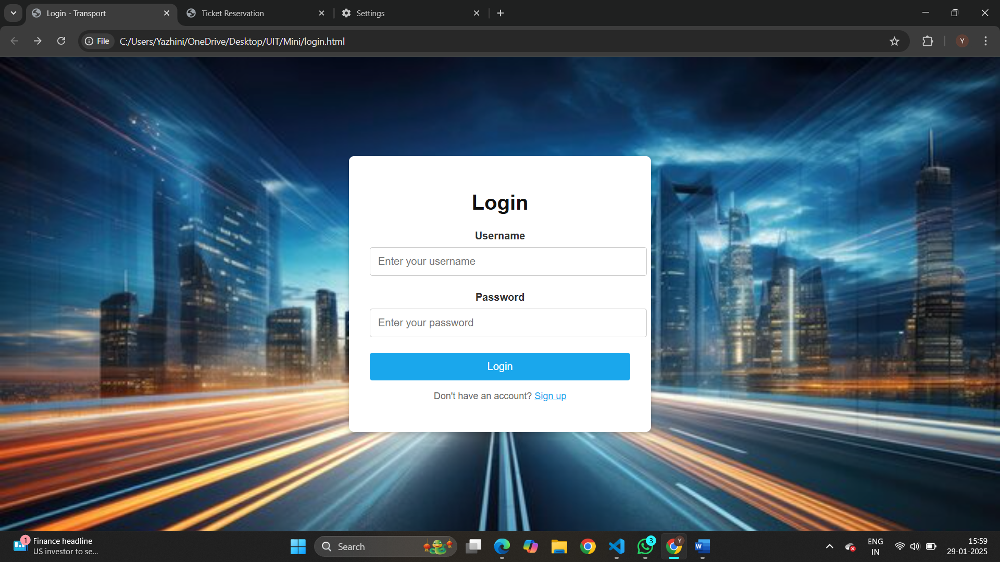 Login - Transport
Ticket Reservation
Settings
File
C:/Users/Yazhini/OneDrive/Desktop/UIT/Mini/login.html
Y
Login
Username
Enter your username
Password
Enter your password
Login
Don't have an account? Sign up
1
Finance headline
US investor to se...
Search
3
Y
W
ENG
IN
15:59
29-01-2025